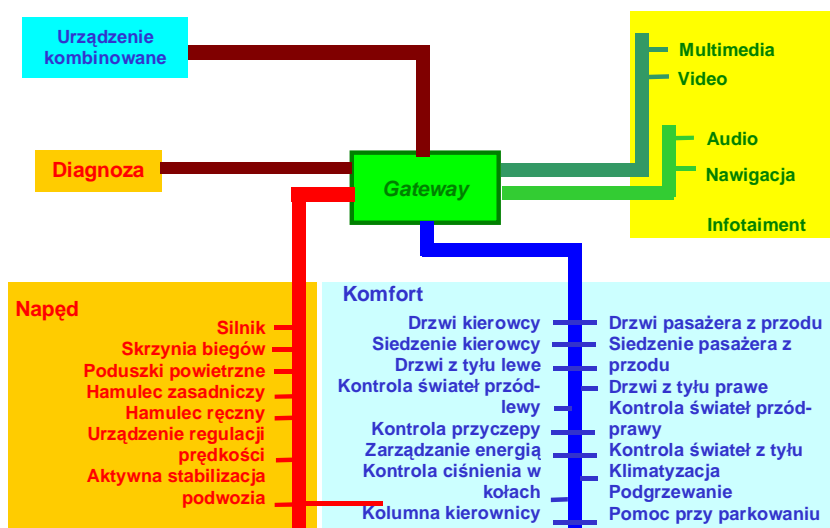 Urządzenie
kombinowane
Multimedia
Video
Audio
Nawigacja
Infotaiment
Diagnoza
Gateway
Napęd
Silnik
Skrzynia biegów
Poduszki powietrzne
Hamulec zasadniczy
Hamulec ręczny
Urządzenie regulacji
prędkości
Aktywna stabilizacja
podwozia
Komfort
Drzwi kierowcy
Siedzenie kierowcy
Drzwi z tyłu lewe
Kontrola świateł przód-
lewy
Kontrola przyczepy
Zarządzanie energią
Kontrola ciśnienia w
kołach
Kolumna kierownicy
Drzwi pasażera z przodu
Siedzenie pasażera z
przodu
Drzwi z tyłu prawe
Kontrola świateł przód-
prawy
Kontrola świateł z tyłu
Klimatyzacja
Podgrzewanie
Pomoc przy parkowaniu